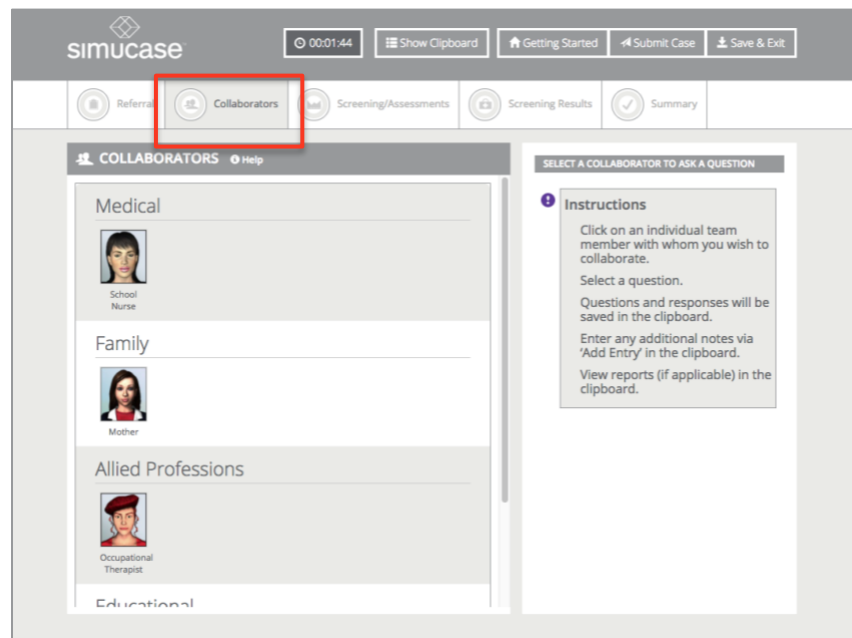 simucase
00:01:44
Show Clipboard
Getting Started
Submit Case
Save & Exit
Referral
Collaborators
Screening/Assessments
Screening Results
Summary
COLLABORATORS Help
Medical
School
Nurse
Family
Mother
Allied Professions
Occupational
Therapist
Educational
SELECT A COLLABORATOR TO ASK A QUESTION
Instructions
Click on an individual team
member with whom you wish to
collaborate.
Select a question.
Questions and responses will be
saved in the clipboard.
Enter any additional notes via
'Add Entry' in the clipboard.
View reports (if applicable) in the
clipboard.